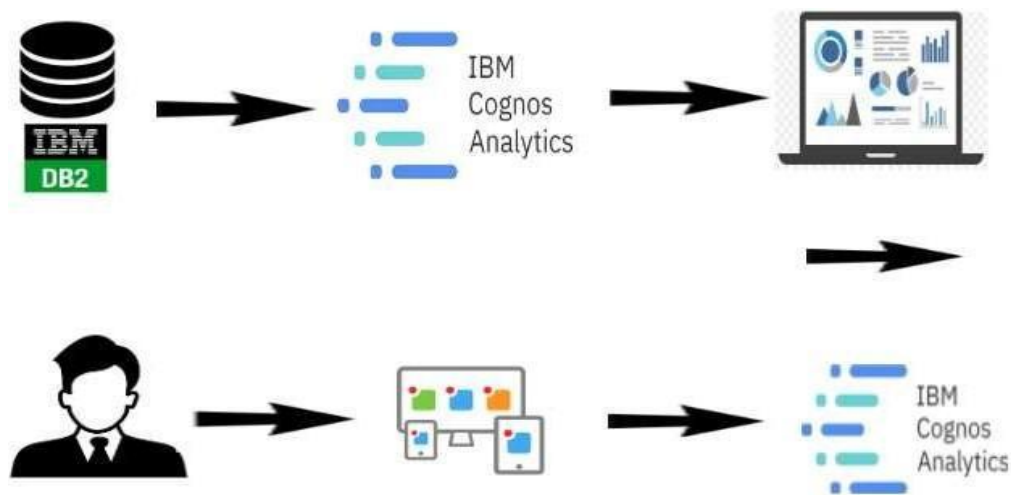 IBM
Cognos
Analytics
IBM
DB2
IBM
Cognos
Analytics